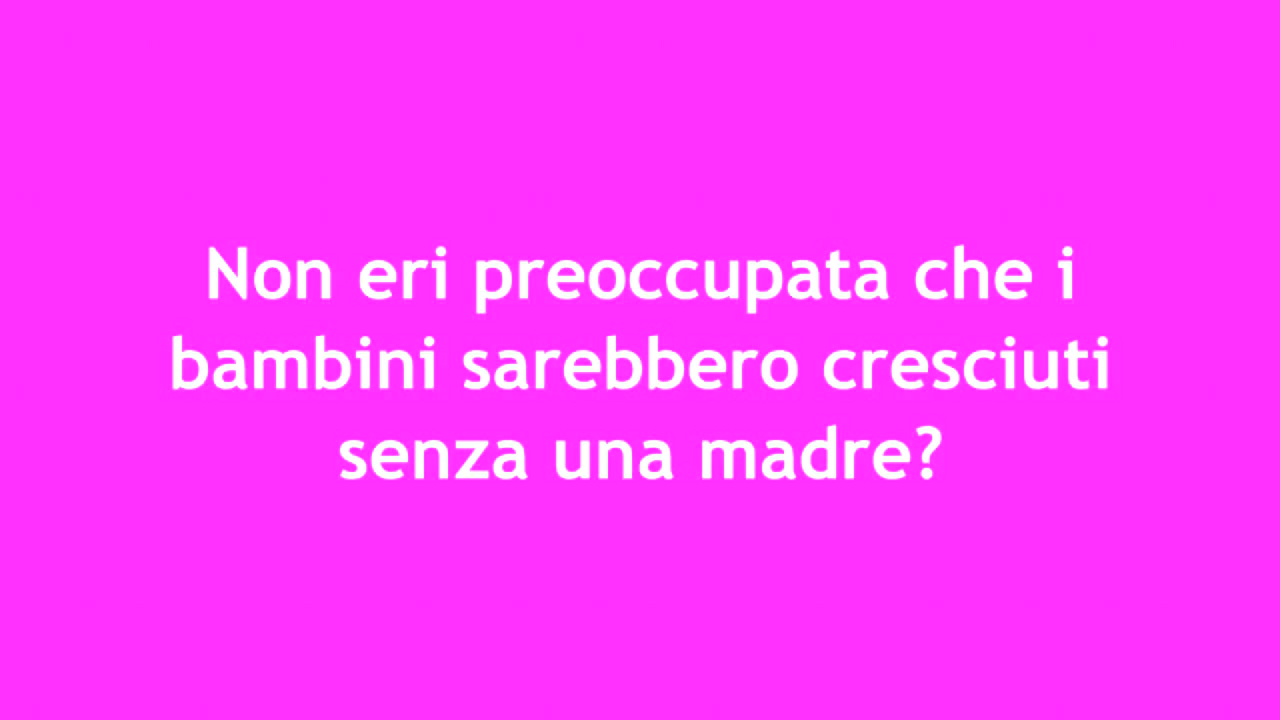 Non eri preoccupata che i
bambini sarebbero cresciuti
senza una madre?